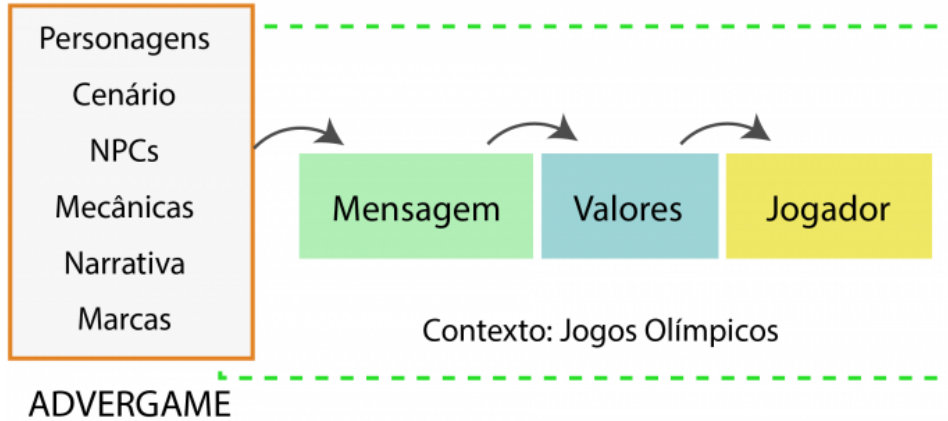 Personagens
Cenário
NPCs
Mecânicas
Narrativa
Marcas
ADVERGAME
Mensagem
Valores
Jogador
Contexto: Jogos Olímpicos